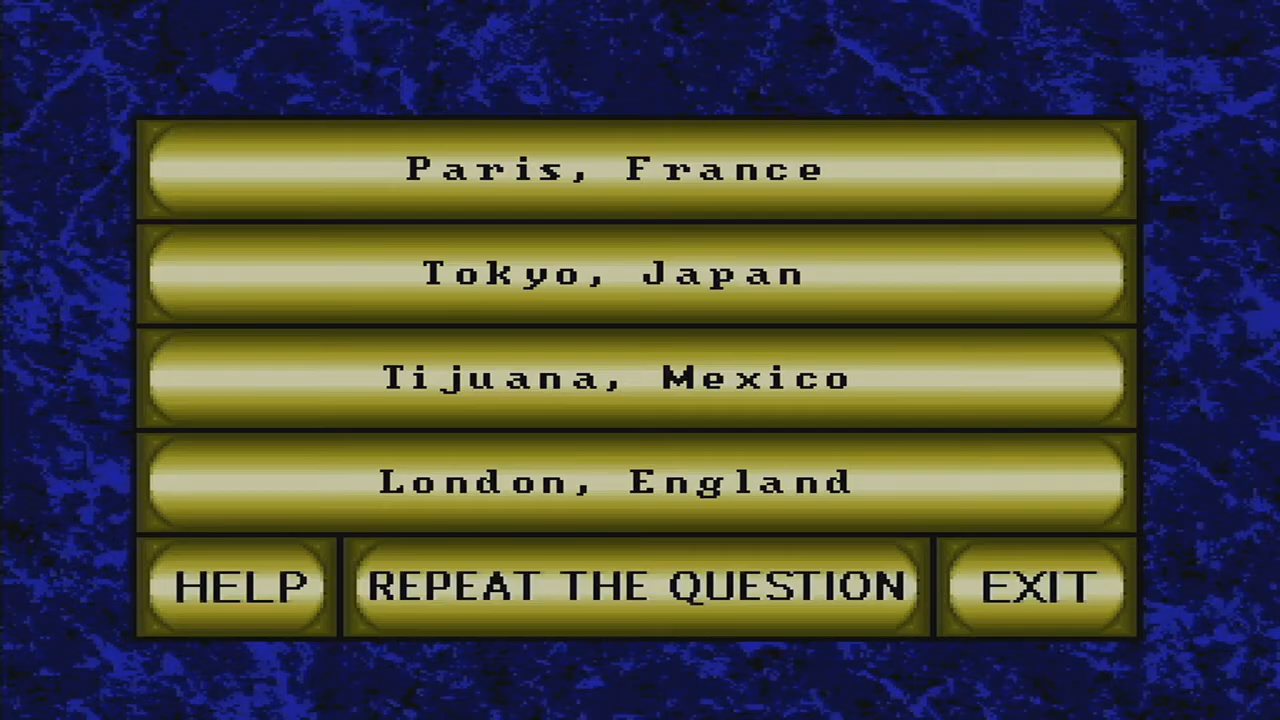 Paris, France
Tokyo, Japan
Tijuana, Mexico
London, England
HELP REPEAT THE QUESTION EXIT